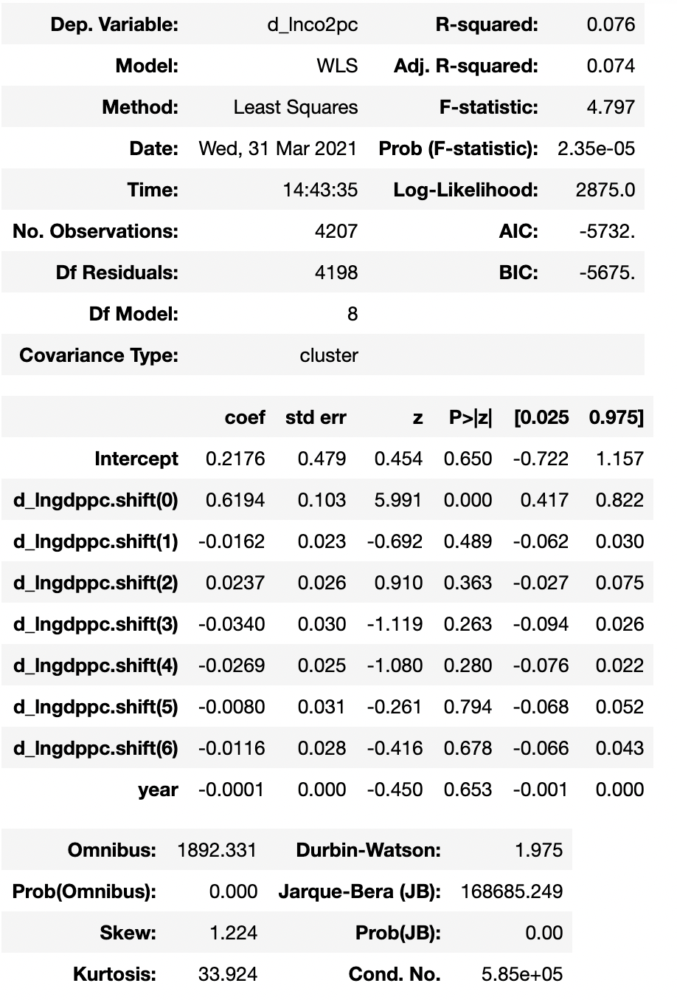 Dep. Variable: d_lnco2pc R-squared: 0.076
Model: WLS Adj. R-squared: 0.074
Method: Least Squares F-statistic: 4.797
Date: Wed, 31 Mar 2021 Prob (F-statistic): 2.35e-05
Time: 14:43:35 Log-Likelihood: 2875.0
No. Observations: 4207 AIC: -5732.
Df Residuals: 4198 BIC: -5675.
Df Model: 8
Covariance Type: cluster
coef std err z P>|z| [0.025 0.975]
Intercept 0.2176 0.479 0.454 0.650 -0.722 1.157
d_lngdppc.shift(0) 0.6194 0.103 5.991 0.000 0.417 0.822
d_lngdppc.shift(1) -0.0162 0.023 -0.692 0.489 -0.062 0.030
d_lngdppc.shift(2) 0.0237 0.026 0.910 0.363 -0.027 0.075
d_lngdppc.shift(3) -0.0340 0.030 -1.119 0.263 -0.094 0.026
d_lngdppc.shift(4) -0.0269 0.025 -1.080 0.280 -0.076 0.022
d_lngdppc.shift(5) -0.0080 0.031 -0.261 0.794 -0.068 0.052
d_lngdppc.shift(6) -0.0116 0.028 -0.416 0.678 -0.066 0.043
year -0.0001 0.000 -0.450 0.653 -0.001 0.000
Omnibus: 1892.331 Durbin-Watson: 1.975
Prob(Omnibus): 0.000 Jarque-Bera (JB): 168685.249
Skew: 1.224 Prob(JB): 0.00
Kurtosis: 33.924 Cond. No. 5.85e+05